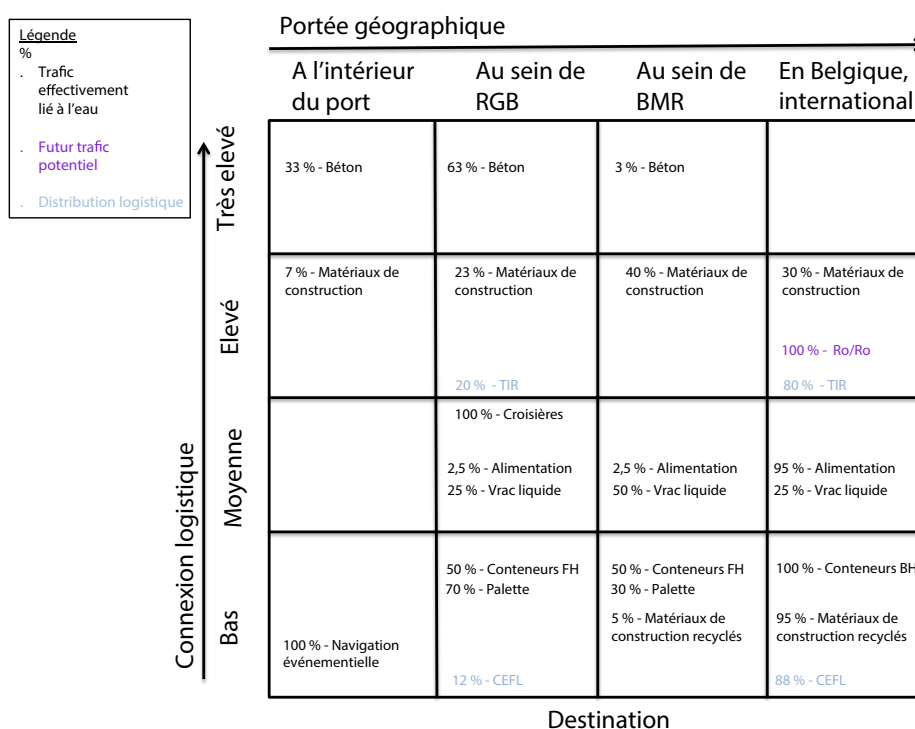 Légende
%
. Trafic
effectivement
lié à l'eau
. Futur trafic
potentiel
. Distribution logistique
Portée géographique
A l'intérieur
du port
Au sein de
RGB
Au sein de
BMR
En Belgique,
international
Connexion logistique
Très elevé
33 % - Béton
63 % - Béton
3 % - Béton
Elevé
7 % - Matériaux de
construction
23 % - Matériaux de
construction
20 % - TIR
40 % - Matériaux de
construction
30 % - Matériaux de
construction
100 % - Ro/Ro
80 % - TIR
Moyenne
100 % - Croisières
2,5 % - Alimentation
25 % - Vrac liquide
2,5 % - Alimentation
50 % - Vrac liquide
95 % - Alimentation
25 % - Vrac liquide
Bas
100 % - Navigation
événementielle
50 % - Conteneurs FH
70 % - Palette
12 % - CEFL
50 % - Conteneurs FH
30 % - Palette
5 % - Matériaux de
construction recyclés
100 % - Conteneurs BH
95 % - Matériaux de
construction recyclés
88 % - CEFL
Destination